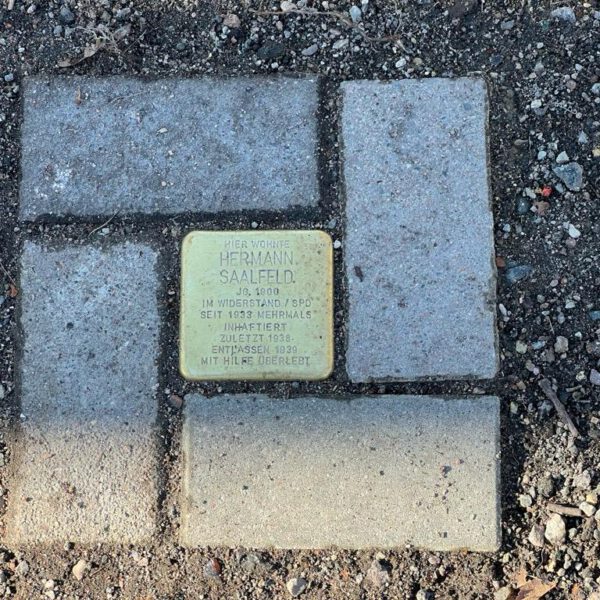 HIER WOHNTE
HERMANN
SAALFELD
JG. 1900
IM WIDERSTAND / SPD
SEIT 1933 MEHRMALS
INHAFTIERT
ZULETZT 1938
ENTLASSEN 1939
MIT HILFE ÜBERLEBT